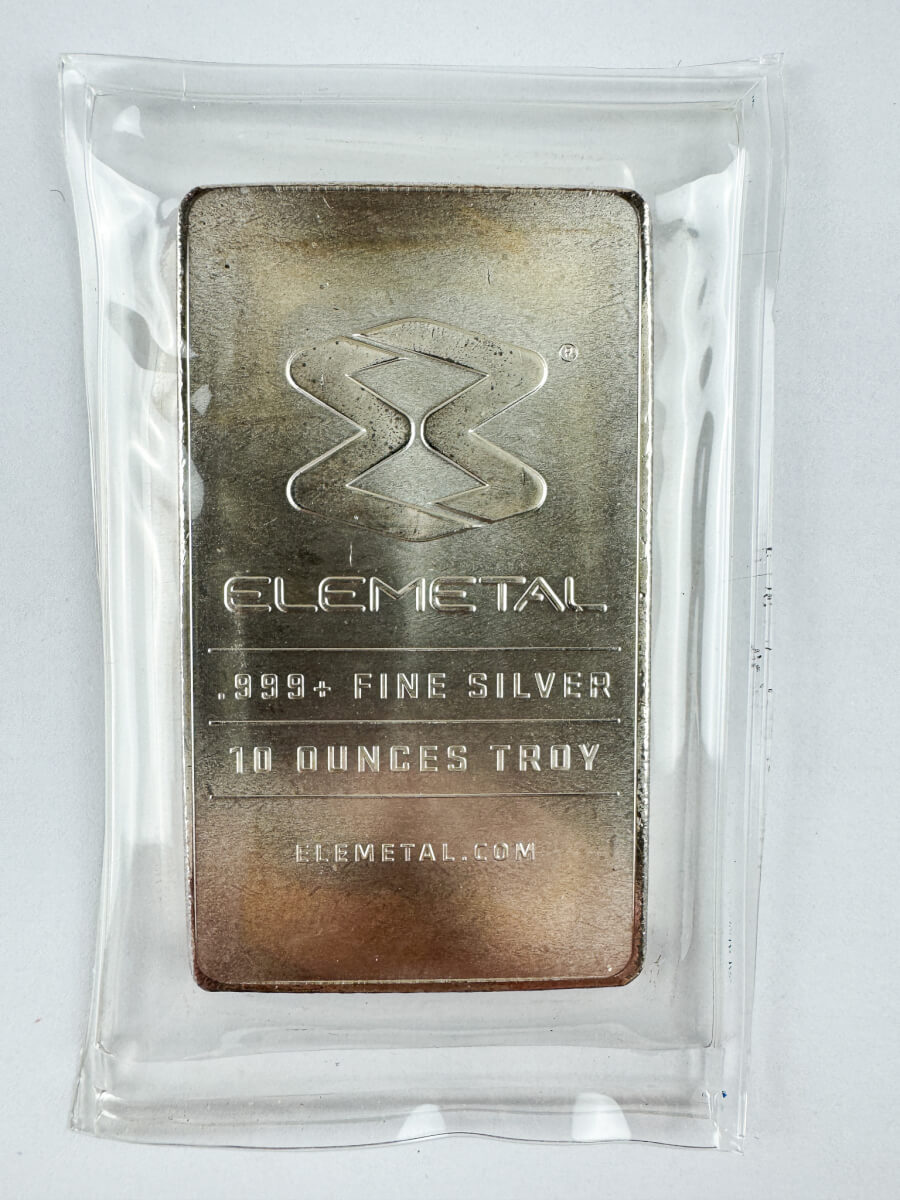 ®
ELEMETAL
.999+ FINE SILVER
10 OUNCES TROY
ELEMETAL.COM